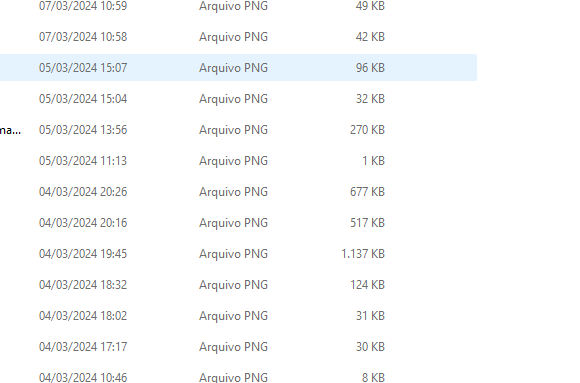 07/03/2024 10:59 Arquivo PNG 49 KB
07/03/2024 10:58 Arquivo PNG 42 KB
05/03/2024 15:07 Arquivo PNG 96 KB
05/03/2024 15:04 Arquivo PNG 32 KB
ma... 05/03/2024 13:56 Arquivo PNG 270 KB
05/03/2024 11:13 Arquivo PNG 1 KB
04/03/2024 20:26 Arquivo PNG 677 KB
04/03/2024 20:16 Arquivo PNG 517 KB
04/03/2024 19:45 Arquivo PNG 1.137 KB
04/03/2024 18:32 Arquivo PNG 124 KB
04/03/2024 18:02 Arquivo PNG 31 KB
04/03/2024 17:17 Arquivo PNG 30 KB
04/03/2024 10:46 Arquivo PNG 8 KB